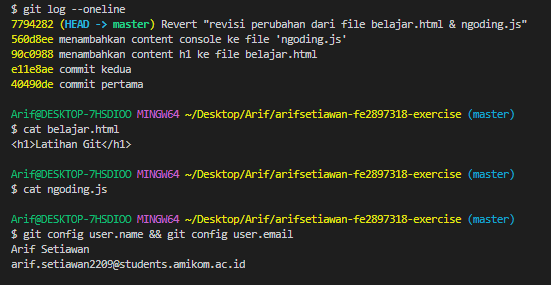 $ git log --oneline
7794282 (HEAD -> master) Revert "revisi perubahan dari file belajar.html & ngoding.js"
560d8ee menambahkan content console ke file 'ngoding.js'
90c0988 menambahkan content h1 ke file belajar.html
e11e8ae commit kedua
40490de commit pertama
Arif@DESKTOP-7HSDIOO MINGW64 ~/Desktop/Arif/arifsetiawan-fe2897318-exercise (master)
$ cat belajar.html
<h1>Latihan Git</h1>
Arif@DESKTOP-7HSDIOO MINGW64 ~/Desktop/Arif/arifsetiawan-fe2897318-exercise (master)
$ cat ngoding.js
Arif@DESKTOP-7HSDIOO MINGW64 ~/Desktop/Arif/arifsetiawan-fe2897318-exercise (master)
$ git config user.name && git config user.email
Arif Setiawan
arif.setiawan2209@students.amikom.ac.id